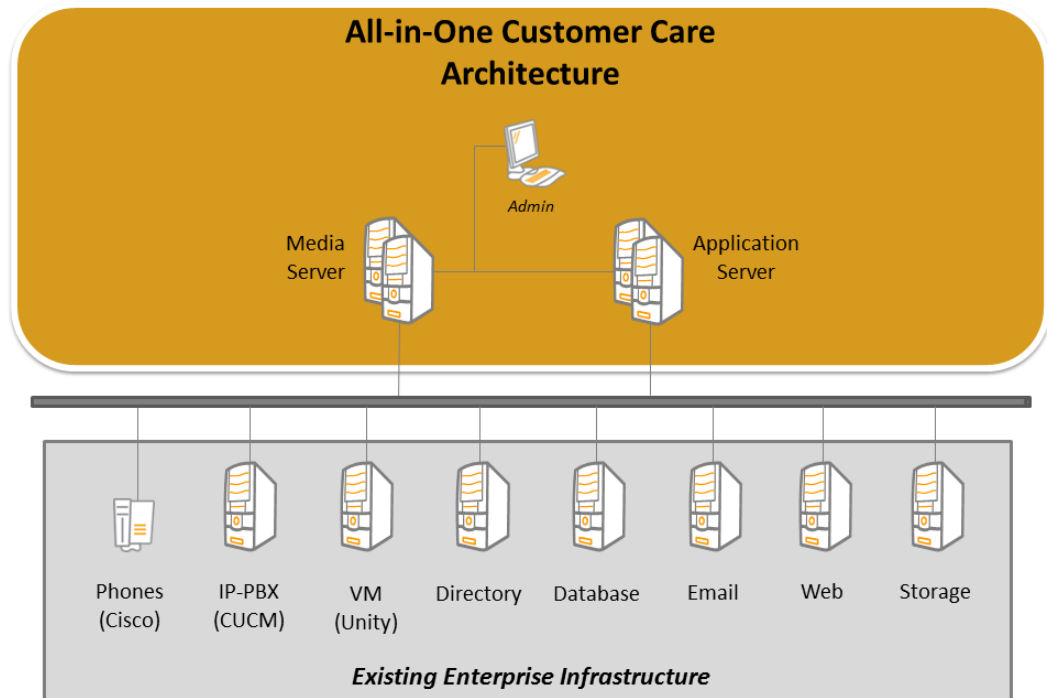 All-in-One Customer Care
Architecture
Admin
Media
Server
Application
Server
Phones
(Cisco)
IP-PBX
(CUCM)
VM
(Unity)
Directory
Database
Email
Web
Storage
Existing Enterprise Infrastructure